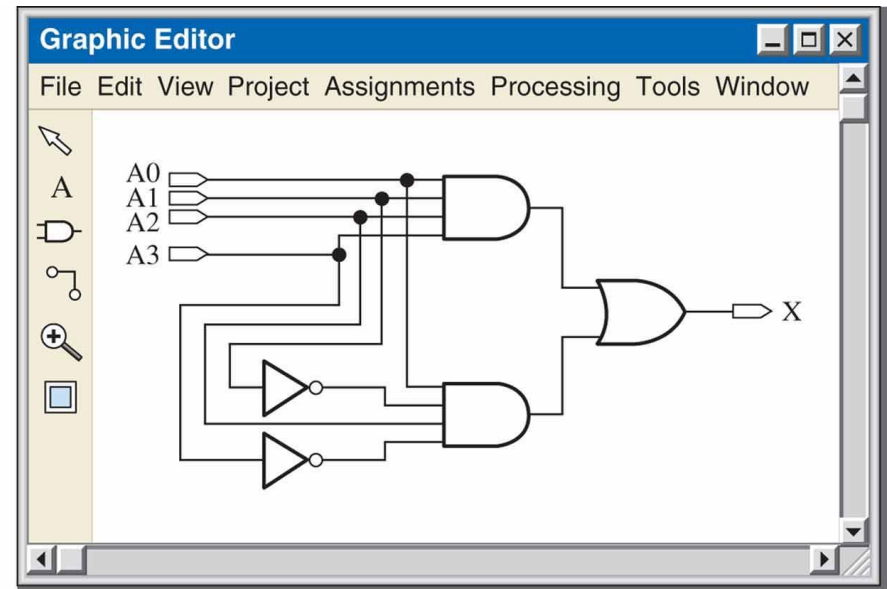 Graphic Editor
File Edit View Project Assignments Processing Tools Window
A
A0
A1
A2
A3
X